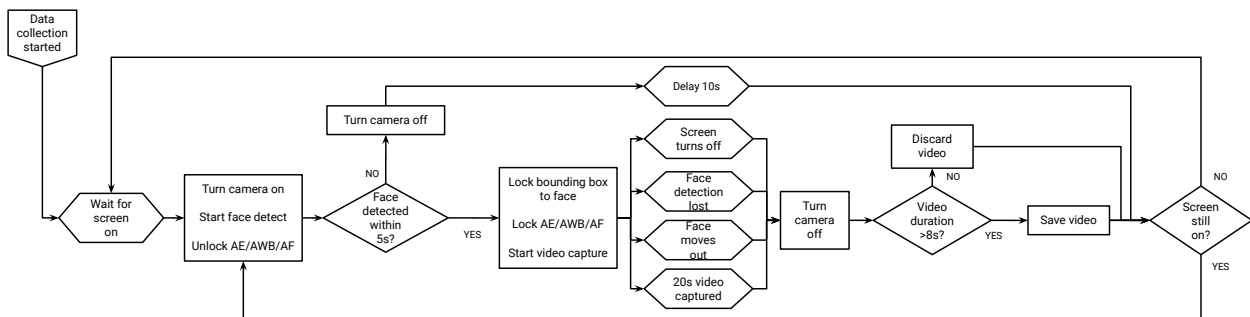 Data
collection
started
Wait for
screen
on
Turn camera on
Start face detect
Unlock AE/AWB/AF
Face
detected
within
5s?
NO
YES
Turn camera off
Delay 10s
Lock bounding box
to face
Lock AE/AWB/AF
Start video capture
Screen
turns off
Face
detection
lost
Face
moves
out
20s video
captured
Turn
camera
off
Video
duration
>8s?
NO
YES
Discard
video
Save video
Screen
still
on?
NO
YES